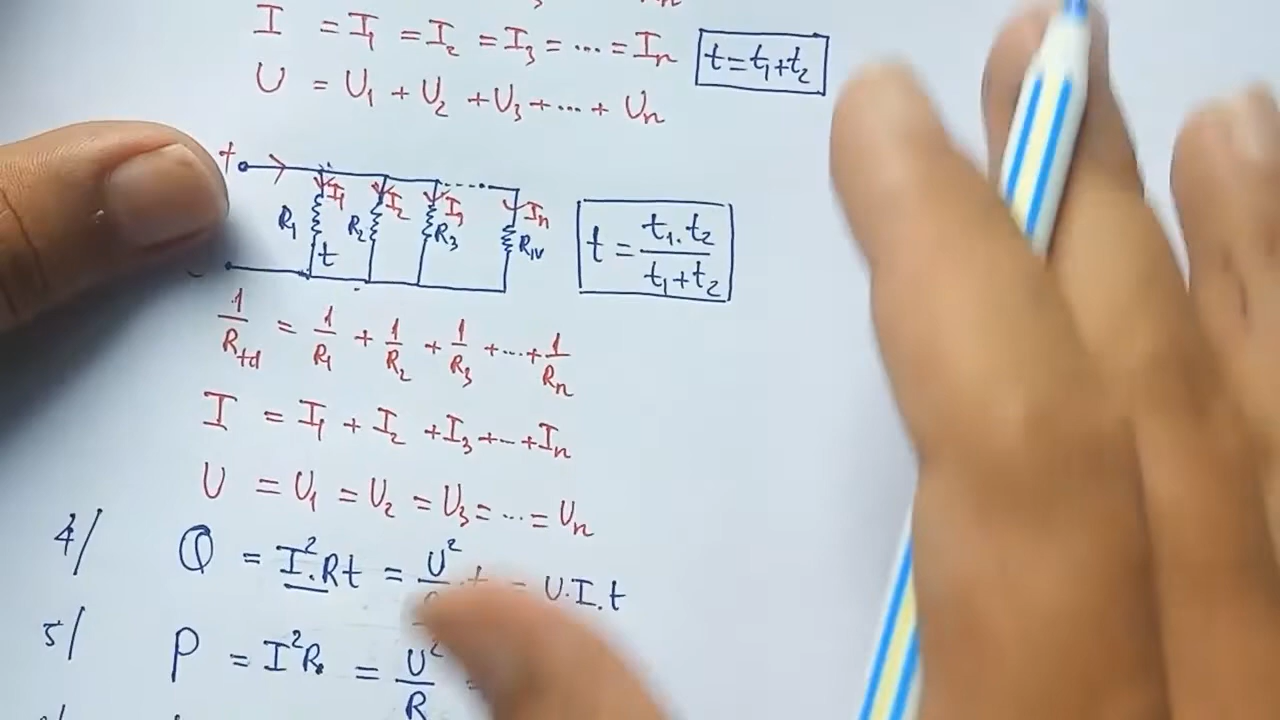 I = I₁ = I₂ = I₃ = ... = Iₙ
t = t₁ + t₂
U = U₁ + U₂ + U₃ + ... + Uₙ
+
I₁ I₂ I₃ Iₙ
R₁ R₂ R₃ R_N
t
t = t₁.t₂ / t₁+t₂
1/R_td = 1/R₁ + 1/R₂ + 1/R₃ + ... + 1/Rₙ
I = I₁ + I₂ + I₃ + ... + Iₙ
U = U₁ = U₂ = U₃ = ... = Uₙ
4/ Q = I².Rt = U² .t = U.I.t
5/ P = I²R = U²/R =